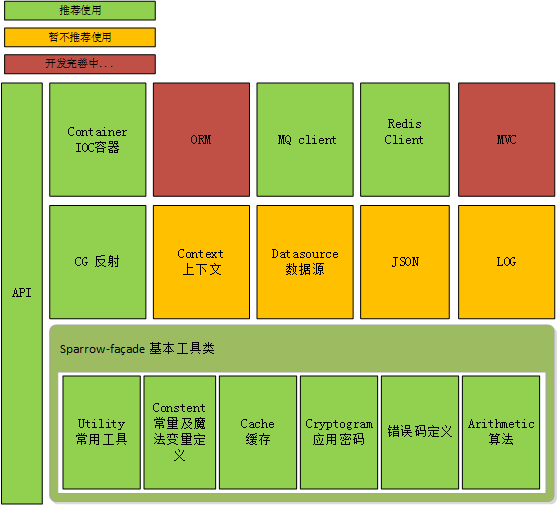 推荐使用
暂不推荐使用
开发完善中...
API
Container
IOC容器
ORM
MQ client
Redis
Client
MVC
CG 反射
Context
上下文
Datasource
数据源
JSON
LOG
Sparrow-façade 基本工具类
Utility
常用工具
Constent
常量及魔
法变量定
义
Cache
缓存
Cryptogram
应用密码
错误码定义
Arithmetic
算法